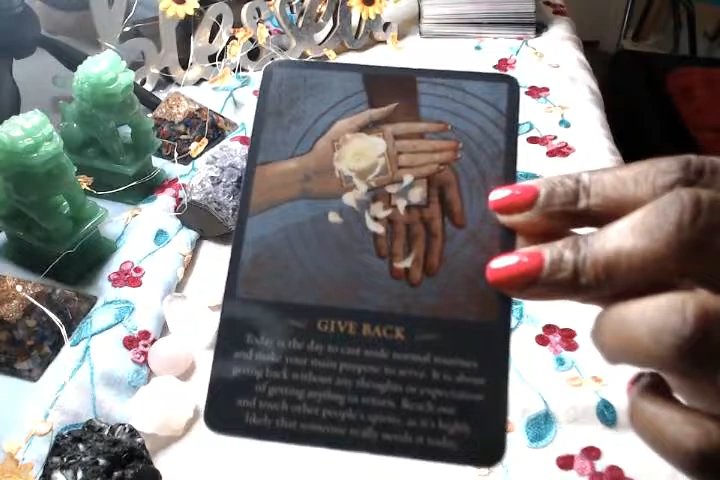 blessed
GIVE BACK
Today is the day to cast aside normal routines
and make your main purpose to serve. It is about
giving back without any thoughts or expectations
of getting anything in return. Reach out
and touch other people's spirits, as it's highly
likely that someone really needs it today.